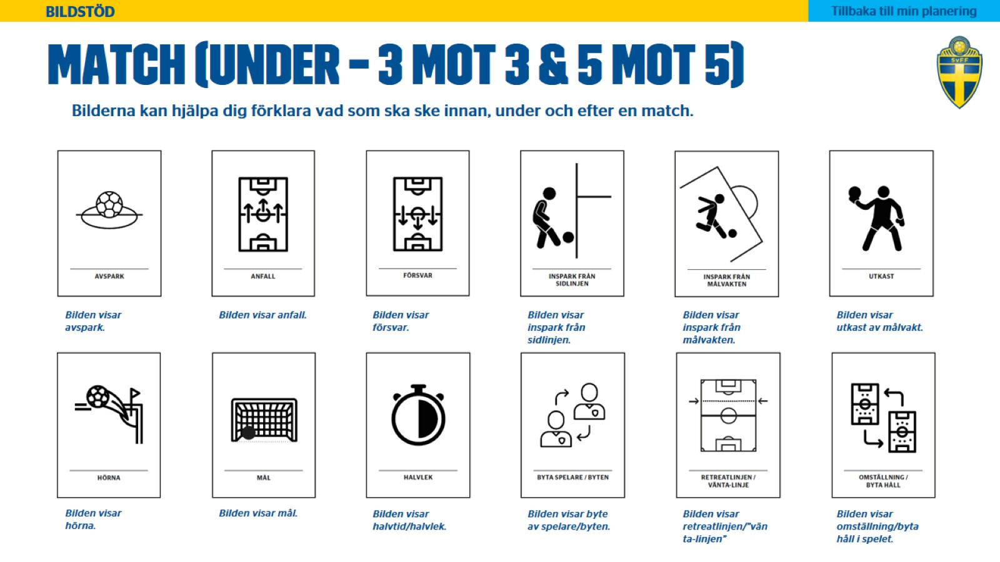 BILDSTÖD
Tillbaka till min planering
MATCH (UNDER – 3 MOT 3 & 5 MOT 5)
SvFF
Bilderna kan hjälpa dig förklara vad som ska ske innan, under och efter en match.
AVSPARK
ANFALL
FÖRSVAR
INSPARK FRÅN
SIDLINJEN
INSPARK FRÅN
MÅLVAKTEN
UTKAST
Bilden visar
avspark.
Bilden visar anfall.
Bilden visar
försvar.
Bilden visar
inspark från
sidlinjen.
Bilden visar
inspark från
målvakten.
Bilden visar
utkast av målvakt.
HÖRNA
MÅL
HALVLEK
BYTA SPELARE / BYTEN
RETREATLINJEN /
VÄNTA-LINJE
OMSTÄLLNING /
BYTA HÅLL
Bilden visar
hörna.
Bilden visar mål.
Bilden visar
halvtid/halvlek.
Bilden visar byte
av spelare/byten.
Bilden visar
retreatlinjen/”vän
ta-linjen”
Bilden visar
omställning/byta
håll i spelet.